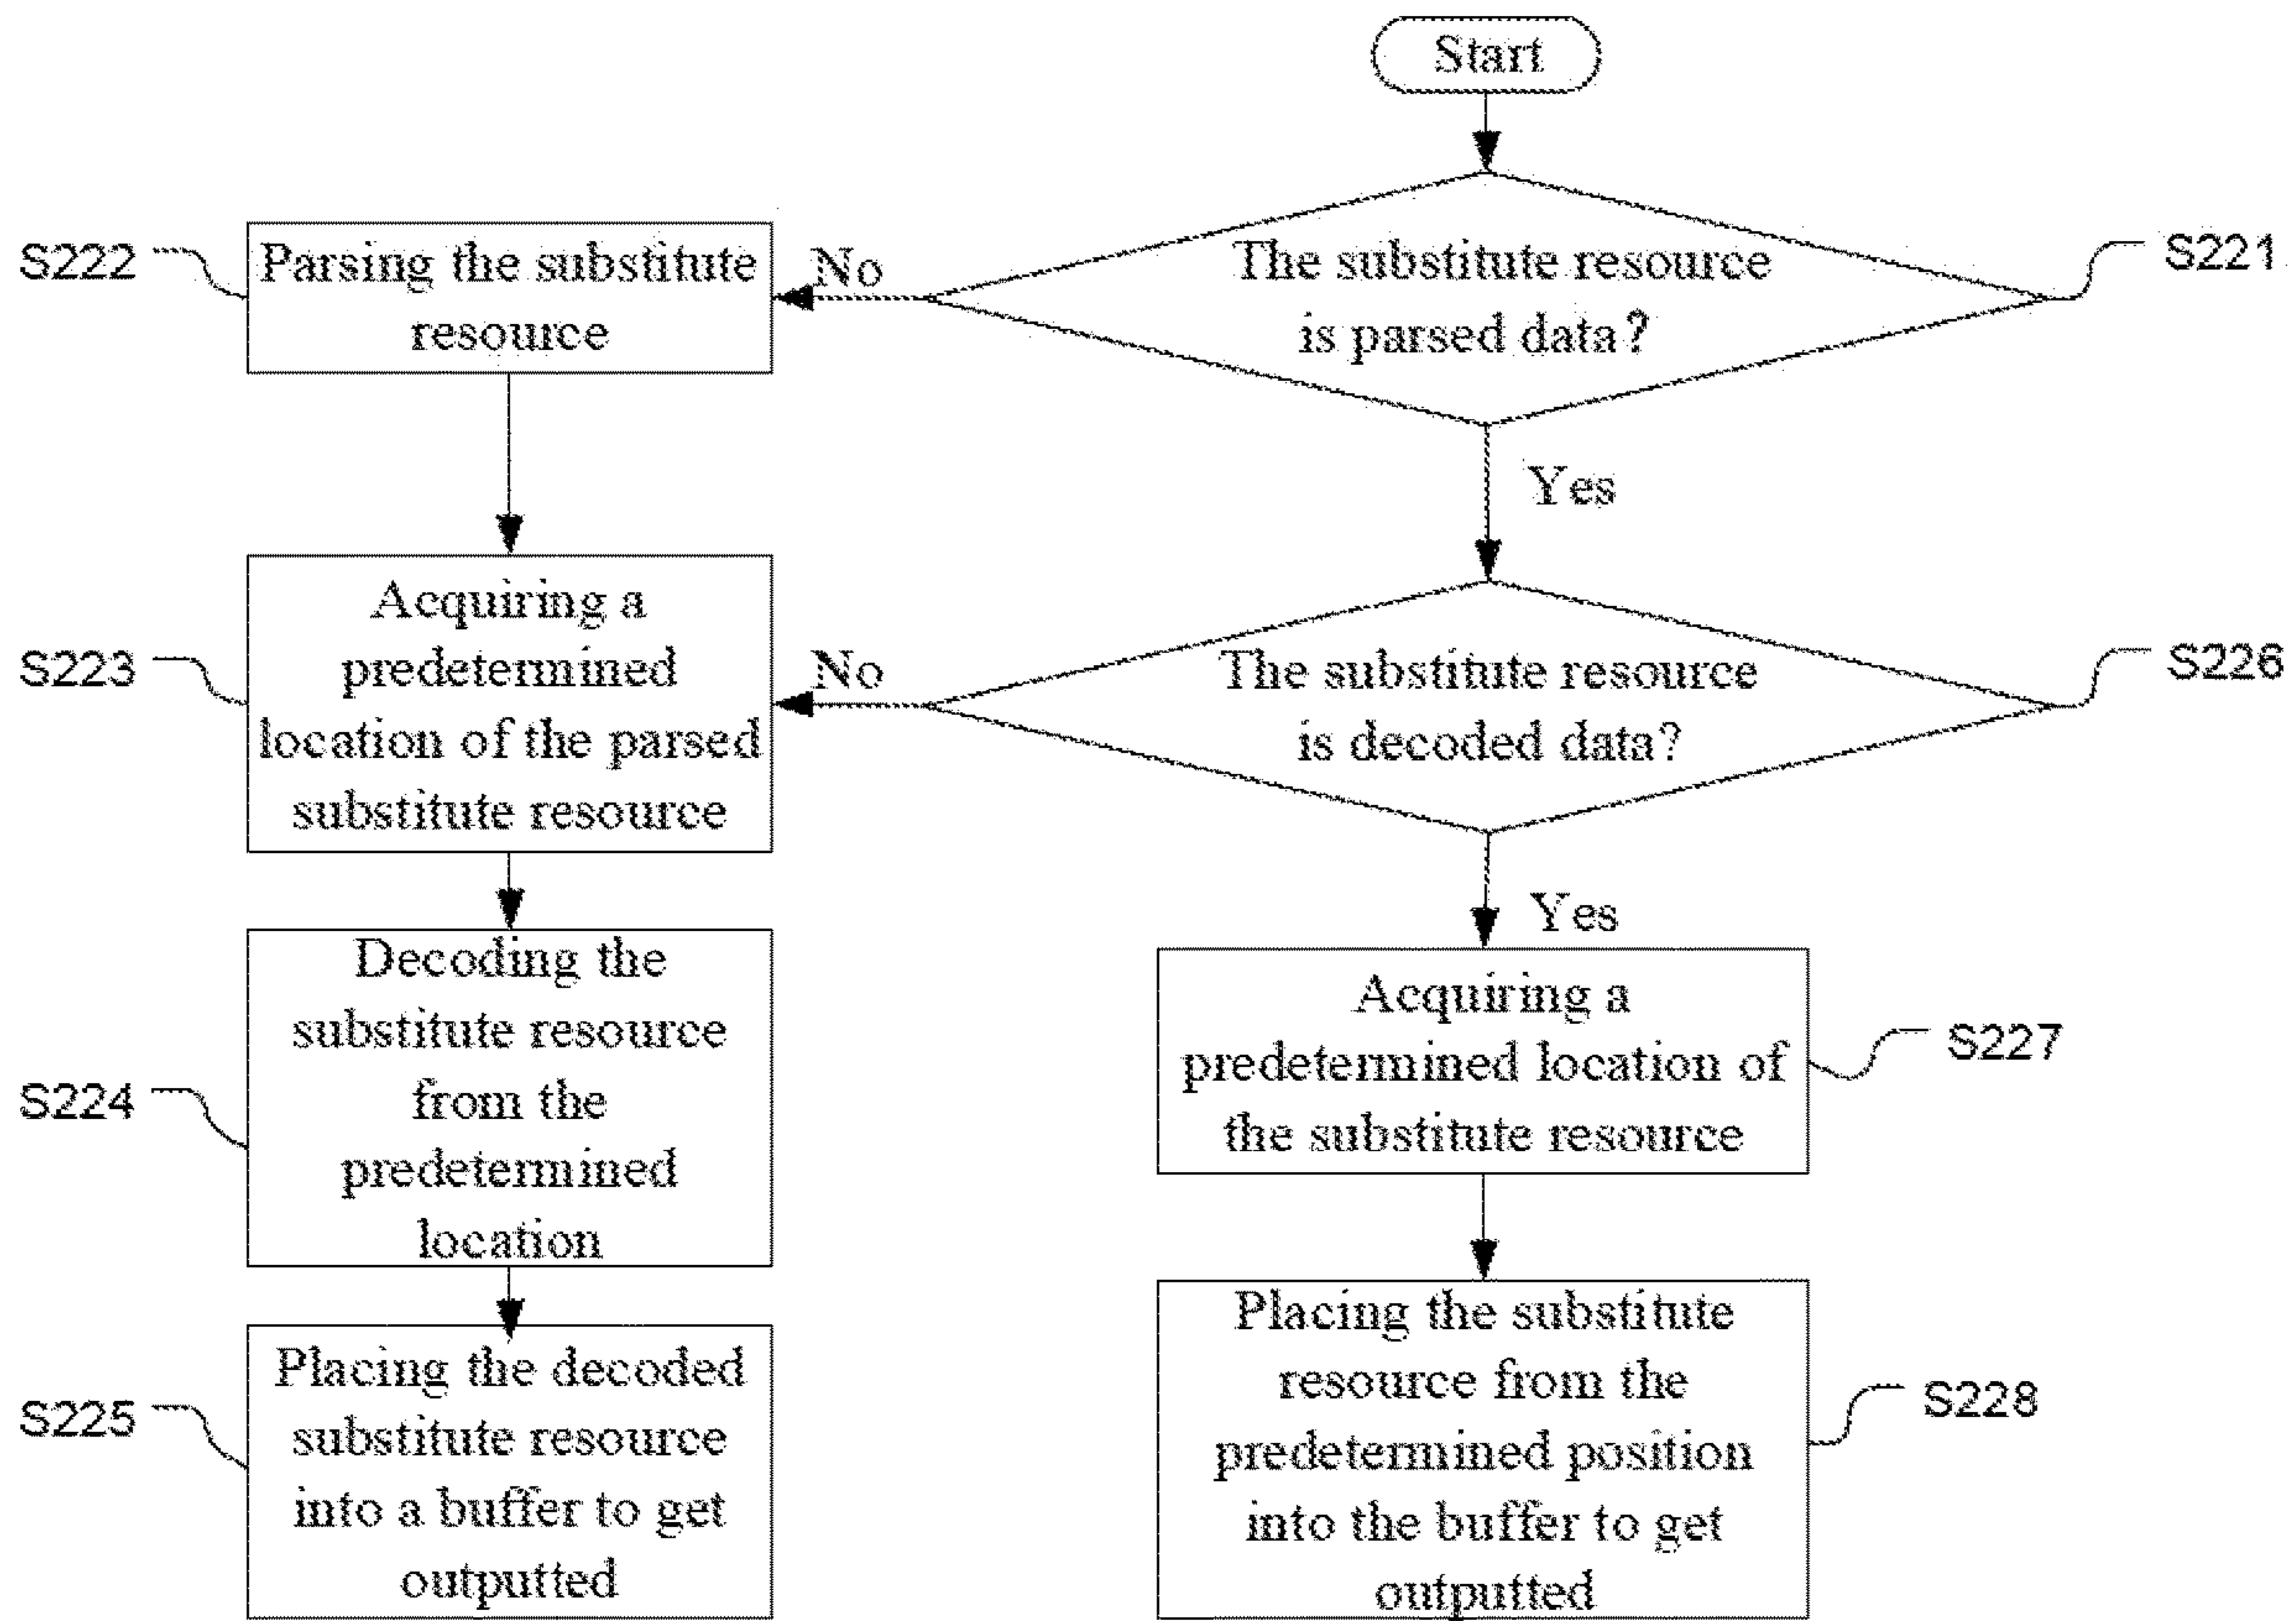 Start
S222
Parsing the substitute
resource
No
The substitute resource
is parsed data?
S221
Yes
S223
Acquiring a
predetermined
location of the parsed
substitute resource
No
The substitute resource
is decoded data?
S226
Yes
S224
Decoding the
substitute resource
from the
predetermined
location
Acquiring a
predetermined location of
the substitute resource
S227
S225
Placing the decoded
substitute resource
into a buffer to get
outputted
Placing the substitute
resource from the
predetermined position
into the buffer to get
outputted
S228